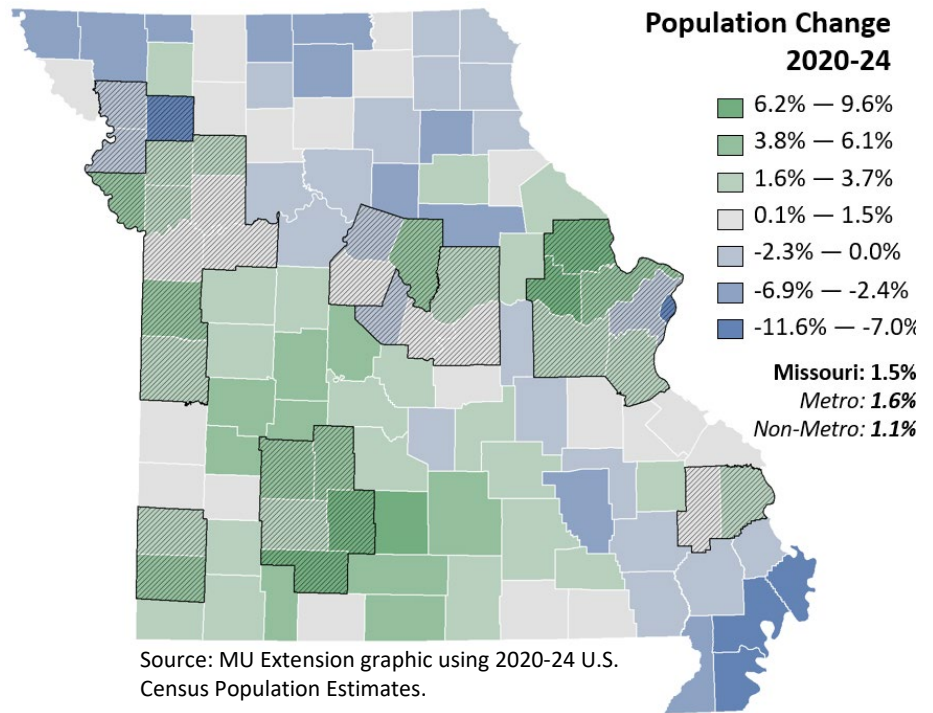 Population Change
2020-24
6.2% — 9.6%
3.8% — 6.1%
1.6% — 3.7%
0.1% — 1.5%
-2.3% — 0.0%
-6.9% — -2.4%
-11.6% — -7.0%
Missouri: 1.5%
Metro: 1.6%
Non-Metro: 1.1%
Source: MU Extension graphic using 2020-24 U.S.
Census Population Estimates.